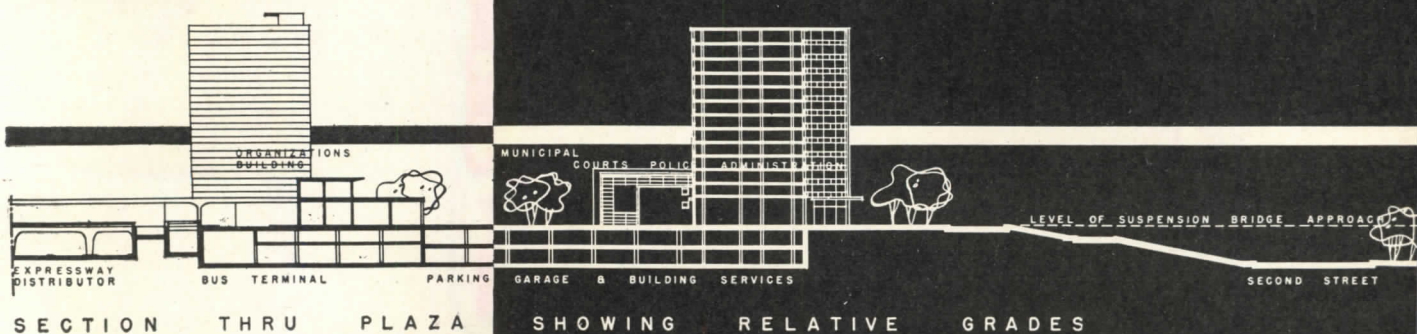 ORGANIZATIONS
BUILDING
MUNICIPAL
COURTS POLICE ADMINISTRATION
LEVEL OF SUSPENSION BRIDGE APPROACH
EXPRESSWAY
DISTRIBUTOR
BUS TERMINAL
PARKING GARAGE & BUILDING SERVICES
SECOND STREET
SECTION THRU PLAZA SHOWING RELATIVE GRADES